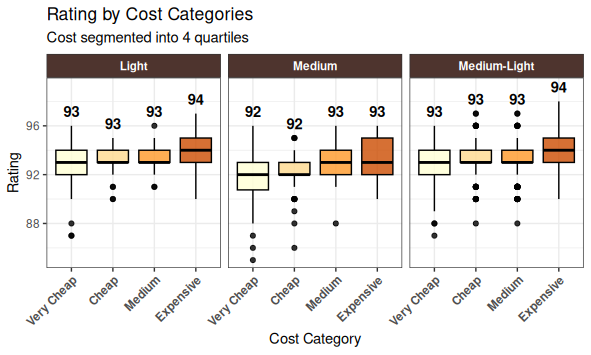 Rating by Cost Categories
Cost segmented into 4 quartiles
Light
Medium
Medium-Light
93
93
93
94
92
92
93
93
93
93
93
94
Rating
96
92
88
Very Cheap
Cheap
Medium
Expensive
Very Cheap
Cheap
Medium
Expensive
Very Cheap
Cheap
Medium
Expensive
Cost Category